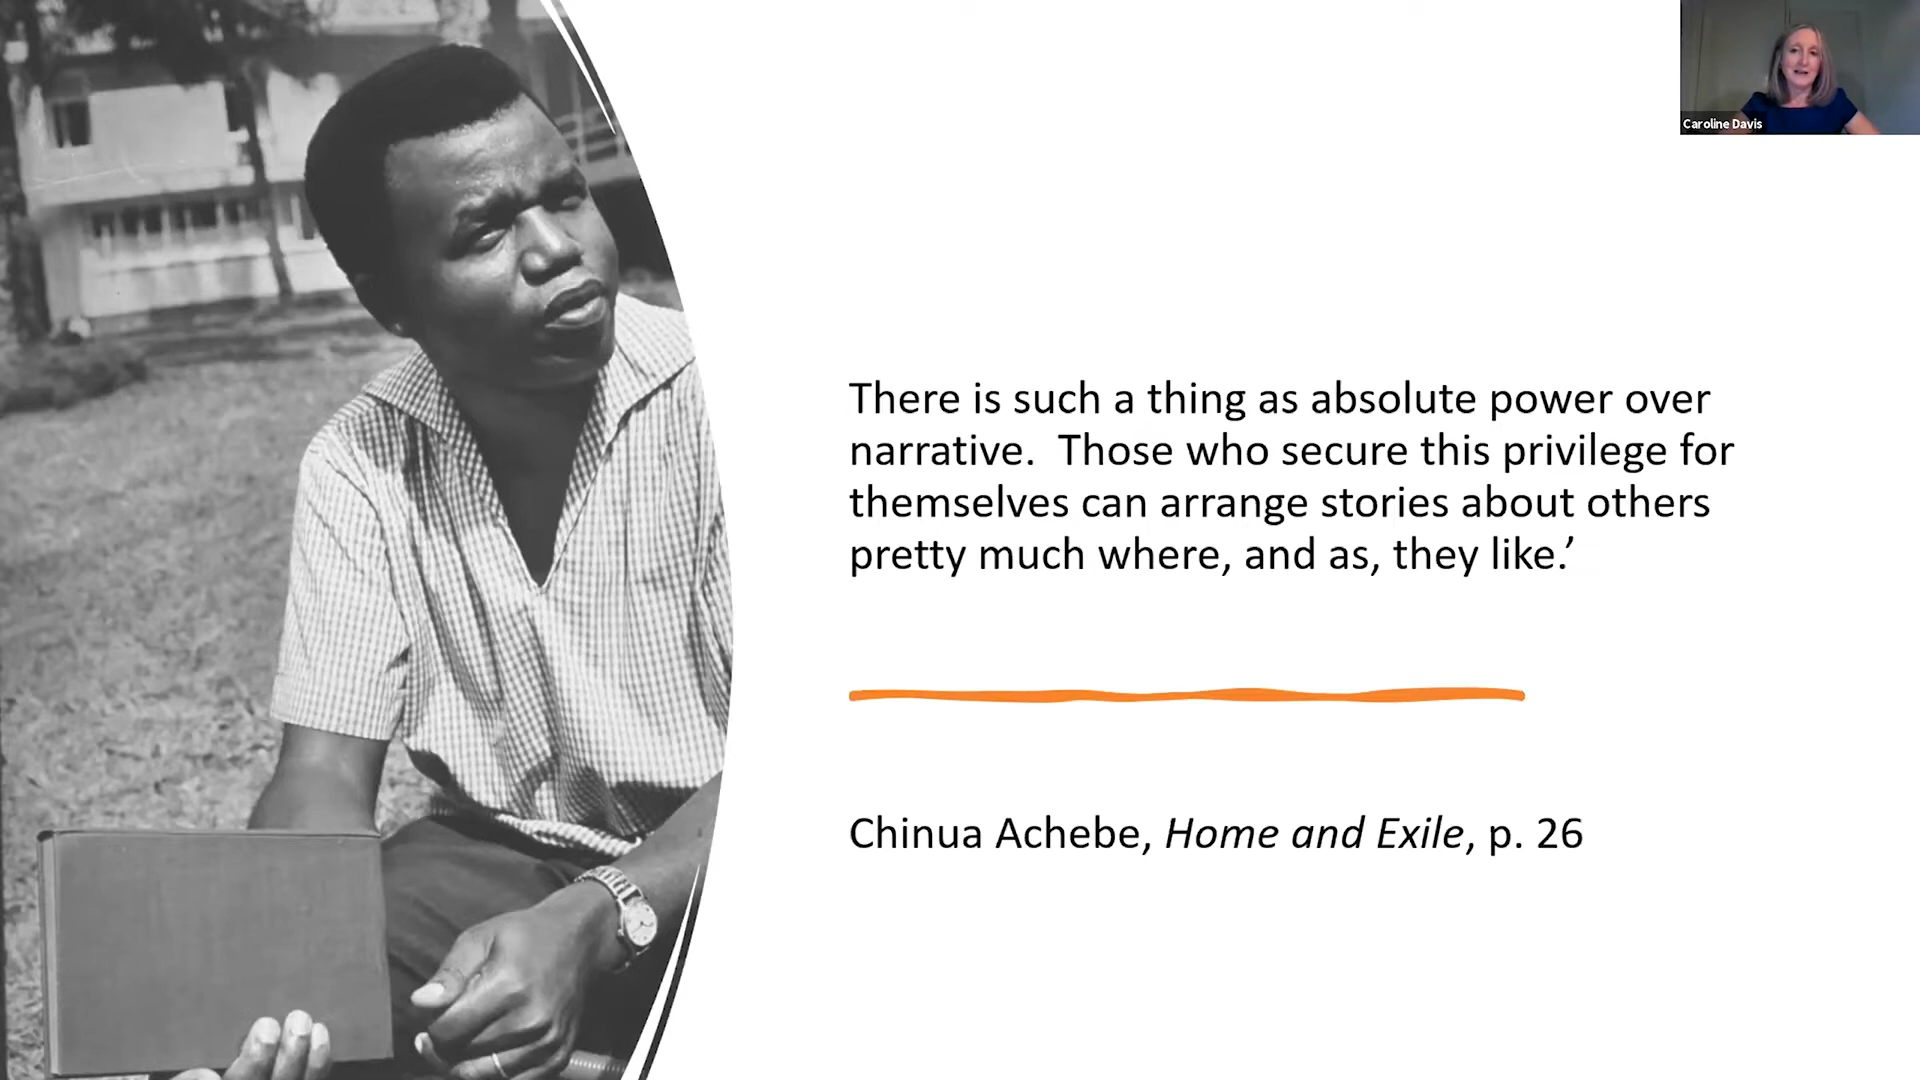 Caroline Davis
There is such a thing as absolute power over
narrative.  Those who secure this privilege for
themselves can arrange stories about others
pretty much where, and as, they like.’
Chinua Achebe, Home and Exile, p. 26